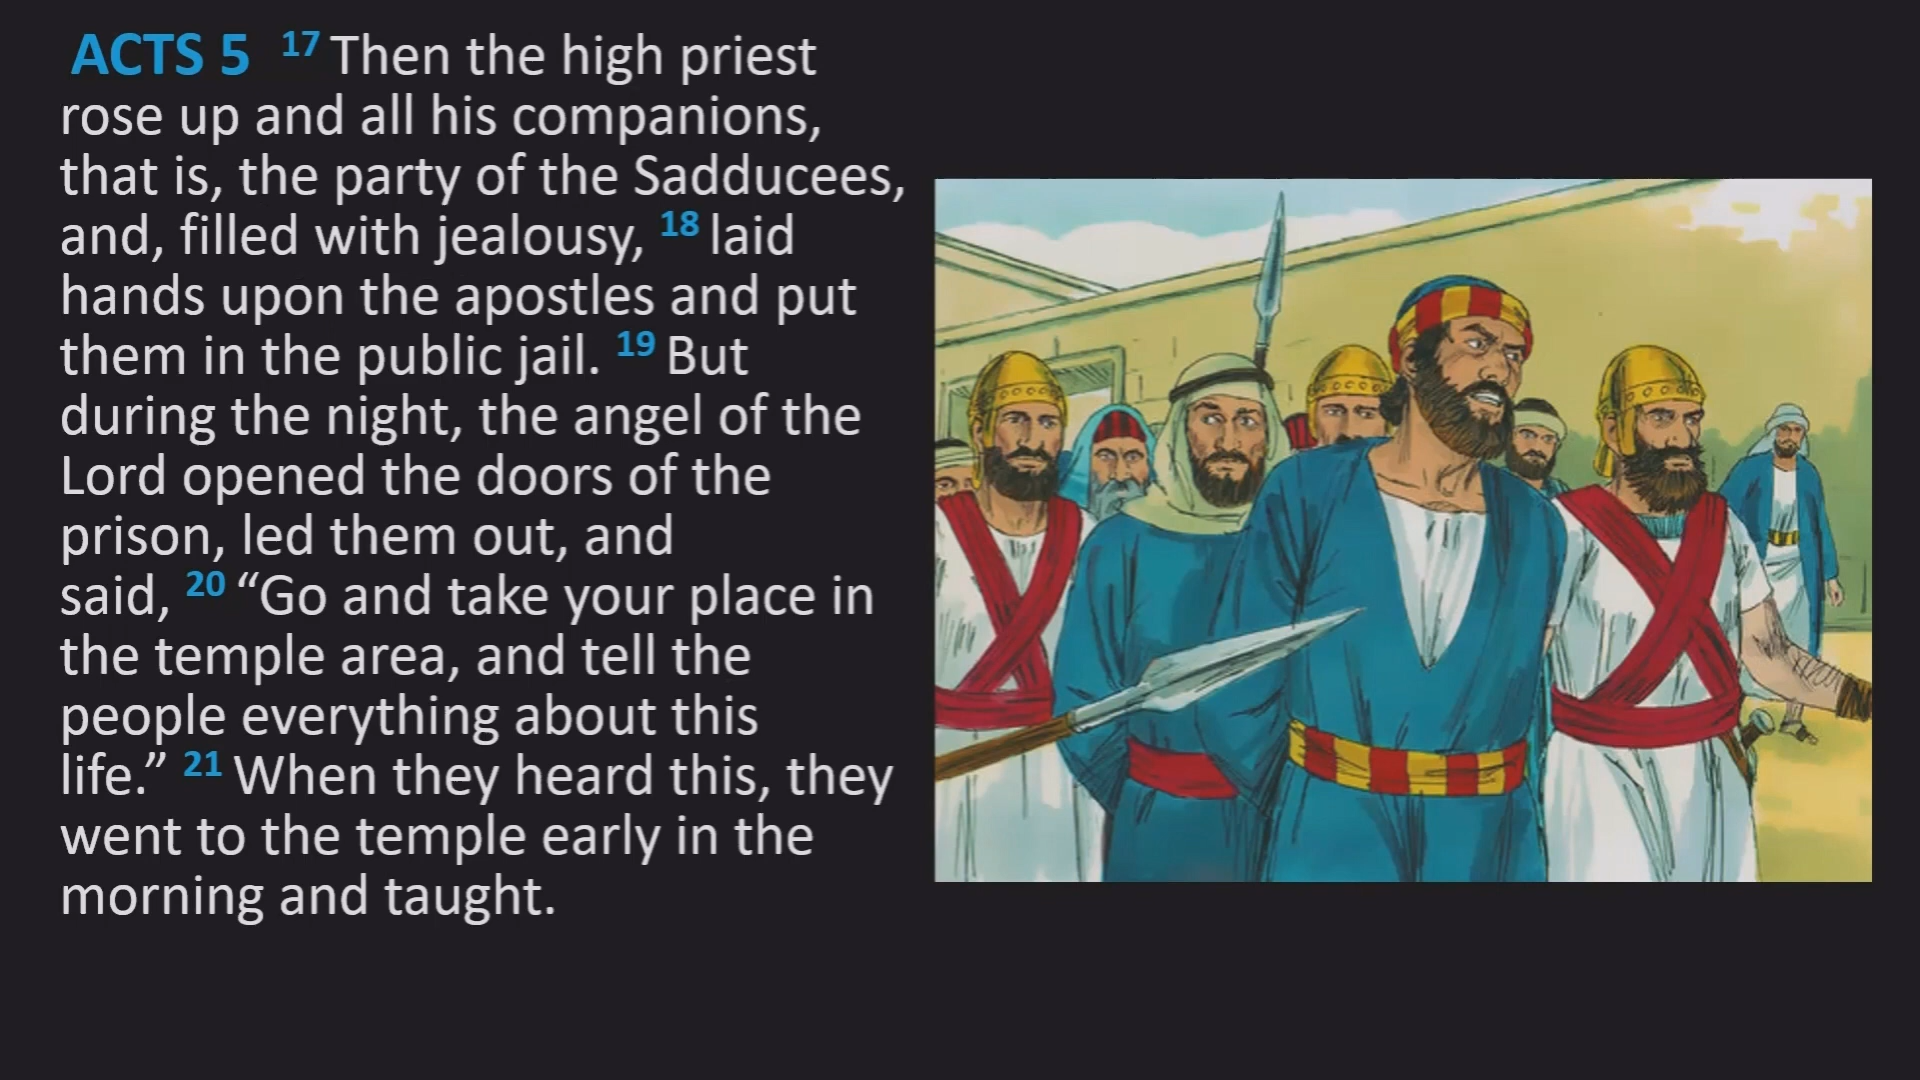 ACTS 5 17 Then the high priest
rose up and all his companions,
that is, the party of the Sadducees,
and, filled with jealousy, 18 laid
hands upon the apostles and put
them in the public jail. 19 But
during the night, the angel of the
Lord opened the doors of the
prison, led them out, and
said, 20 “Go and take your place in
the temple area, and tell the
people everything about this
life.” 21 When they heard this, they
went to the temple early in the
morning and taught.